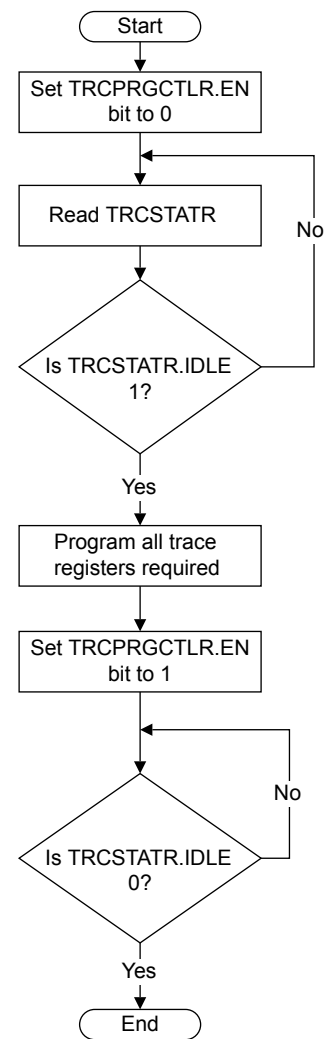 Start
Set TRCPRGCTLR.EN
bit to 0
Read TRCSTATR
No
Is TRCSTATR.IDLE
1?
Yes
Program all trace
registers required
Set TRCPRGCTLR.EN
bit to 1
No
Is TRCSTATR.IDLE
0?
Yes
End